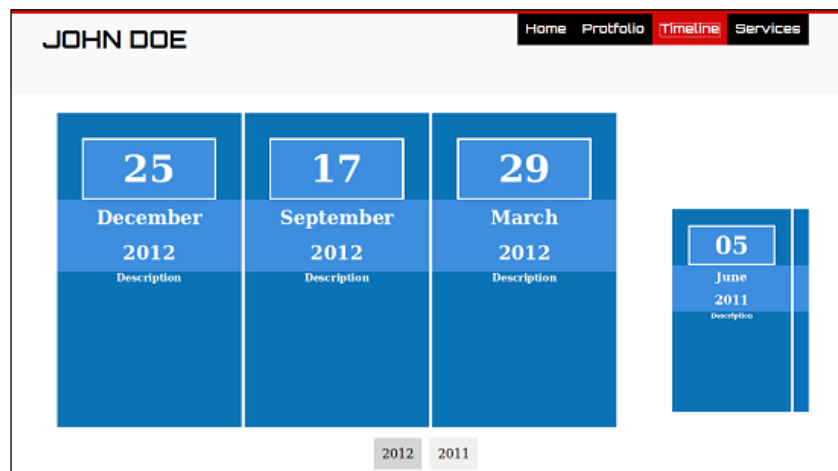 JOHN DOE
Home Protfolio Timeline Services
25
December
2012
Description
17
September
2012
Description
29
March
2012
Description
05
June
2011
Description
2012 2011